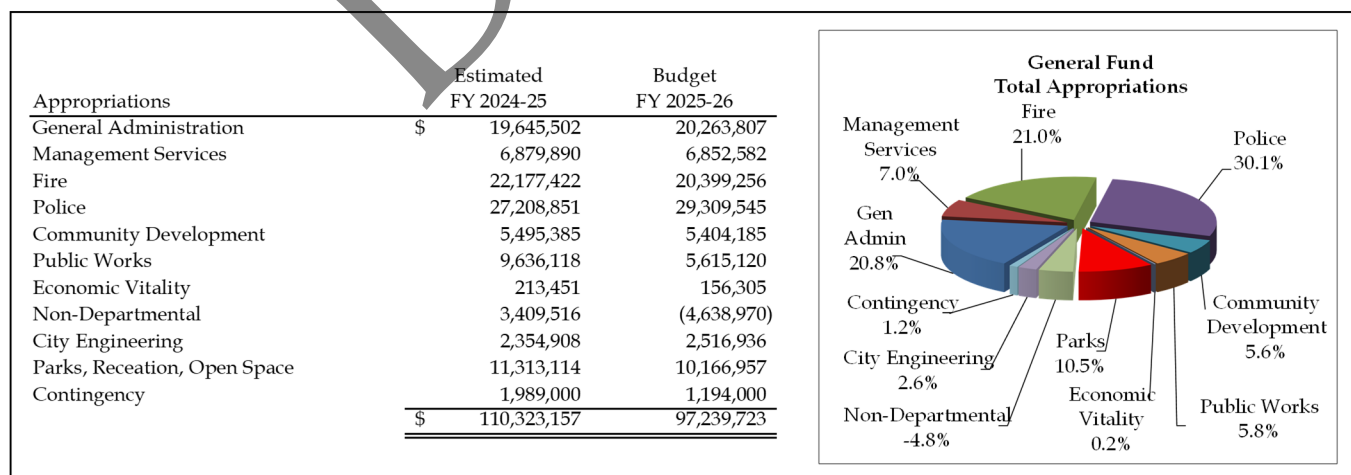 Estimated Budget
Appropriations FY 2024-25 FY 2025-26
General Administration $ 19,645,502 20,263,807
Management Services 6,879,890 6,852,582
Fire 22,177,422 20,399,256
Police 27,208,851 29,309,545
Community Development 5,495,385 5,404,185
Public Works 9,636,118 5,615,120
Economic Vitality 213,451 156,305
Non-Departmental 3,409,516 (4,638,970)
City Engineering 2,354,908 2,516,936
Parks, Receation, Open Space 11,313,114 10,166,957
Contingency 1,989,000 1,194,000
$ 110,323,157 97,239,723
General Fund
Total Appropriations
Fire
21.0%
Management
Services
7.0%
Police
30.1%
Gen
Admin
20.8%
Contingency
1.2%
City Engineering
2.6%
Non-Departmental
-4.8%
Parks
10.5%
Economic
Vitality
0.2%
Public Works
5.8%
Community
Development
5.6%